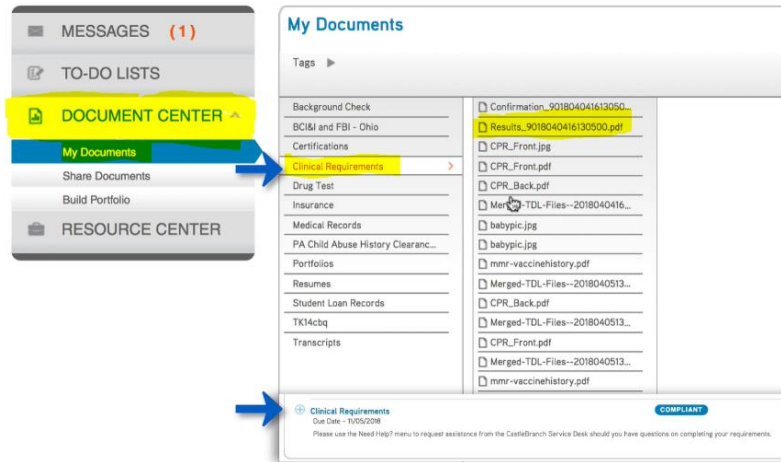 MESSAGES (1)
TO-DO LISTS
DOCUMENT CENTER
My Documents
Share Documents
Build Portfolio
RESOURCE CENTER
My Documents
Tags
Background Check
BCI&I and FBI - Ohio
Certifications
Clinical Requirements
Drug Test
Insurance
Medical Records
PA Child Abuse History Clearanc...
Portfolios
Resumes
Student Loan Records
TK14cbq
Transcripts
Confirmation_901804041613050...
Results_9018040416130500.pdf
CPR_Front.jpg
CPR_Front.pdf
CPR_Back.pdf
Merged-TDL-Files--2018040416...
babypic.jpg
babypic.jpg
mmr-vaccinehistory.pdf
Merged-TDL-Files--2018040513...
CPR_Back.pdf
Merged-TDL-Files--2018040513...
CPR_Front.pdf
Merged-TDL-Files--2018040513...
mmr-vaccinehistory.pdf
Clinical Requirements COMPLIANT
Due Date - 11/05/2018
Please use the Need Help? menu to request assistance from the CastleBranch Service Desk should you have questions on completing your requirements.